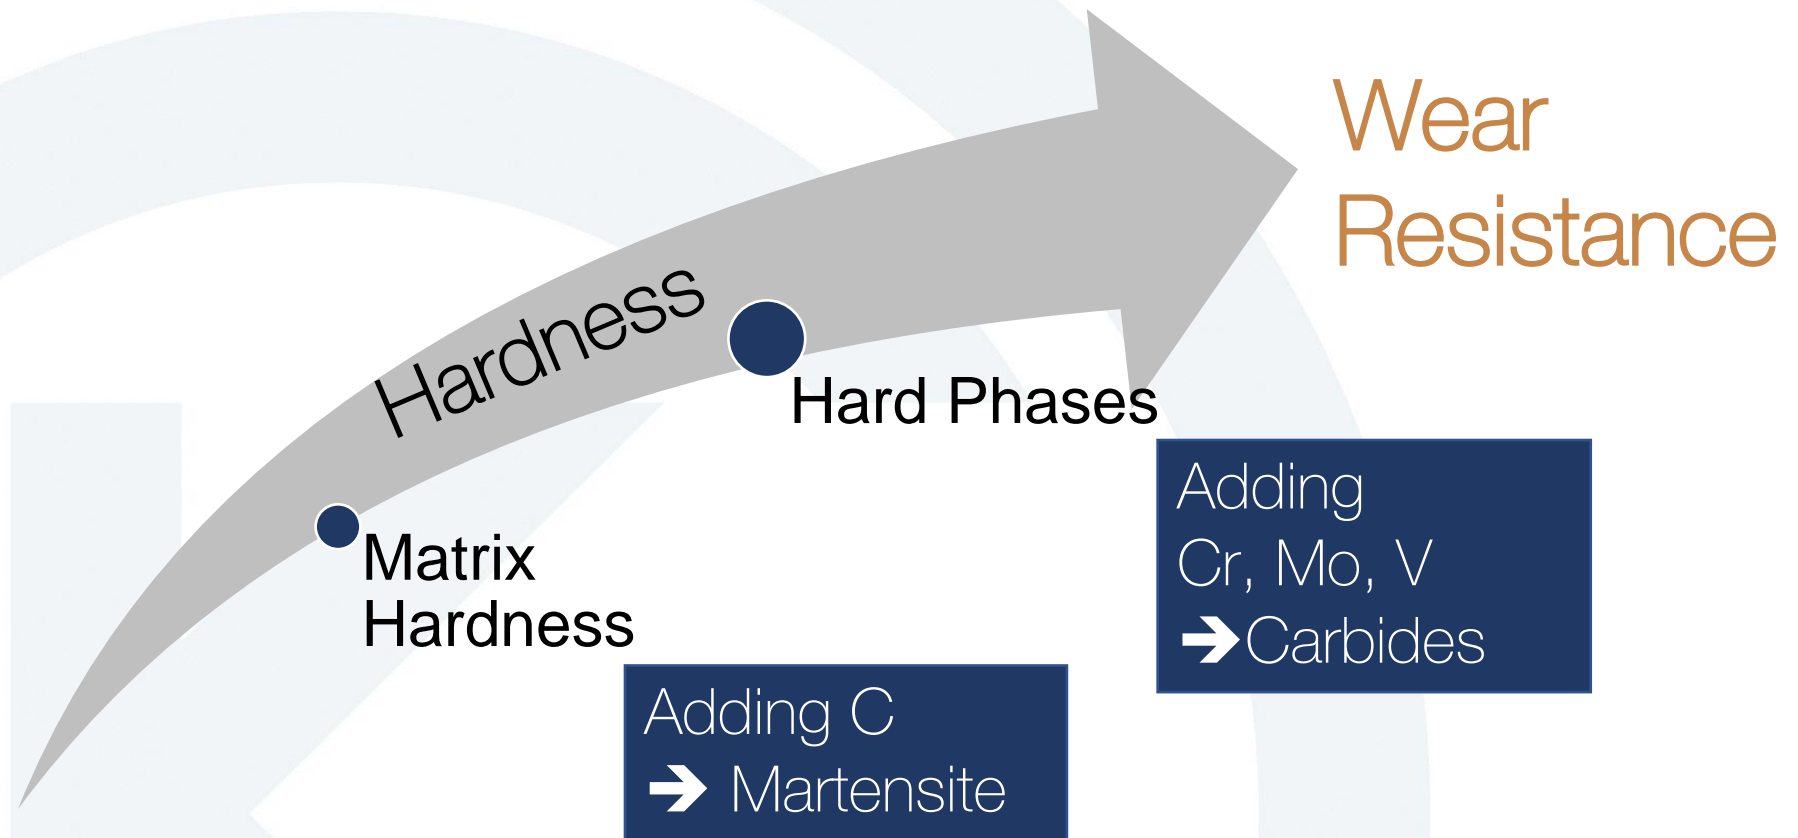 Wear
Resistance
Hardness
Hard Phases
Adding
Cr, Mo, V
➔Carbides
Matrix
Hardness
Adding C
➔ Martensite